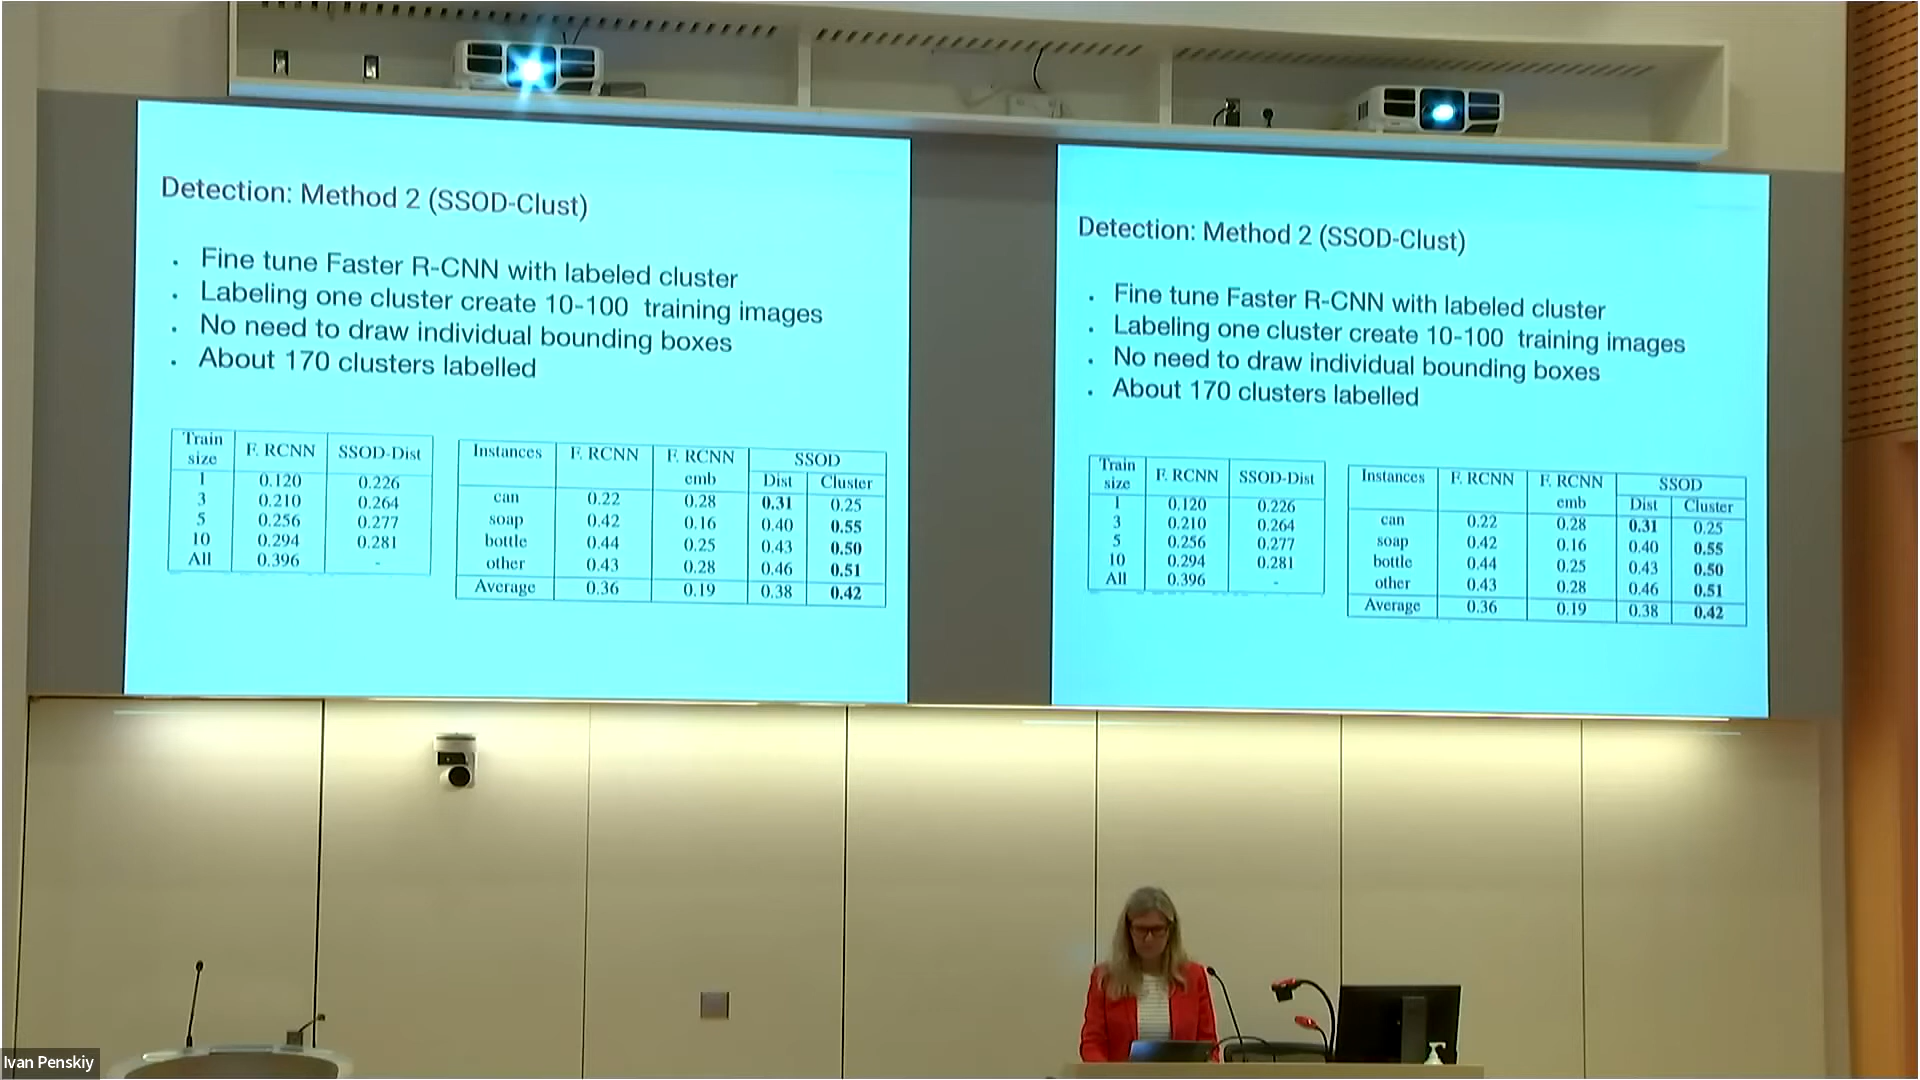 Detection: Method 2 (SSOD-Clust)
. Fine tune Faster R-CNN with labeled cluster
. Labeling one cluster create 10-100 training images
. No need to draw individual bounding boxes
. About 170 clusters labelled
Train size F. RCNN SSOD-Dist
1 0.120 0.226
3 0.210 0.264
5 0.256 0.277
10 0.294 0.281
All 0.396 -
Instances F. RCNN F. RCNN emb SSOD
Dist Cluster
can 0.22 0.28 0.31 0.25
soap 0.42 0.16 0.40 0.55
bottle 0.44 0.25 0.43 0.50
other 0.43 0.28 0.46 0.51
Average 0.36 0.19 0.38 0.42
Detection: Method 2 (SSOD-Clust)
. Fine tune Faster R-CNN with labeled cluster
. Labeling one cluster create 10-100 training images
. No need to draw individual bounding boxes
. About 170 clusters labelled
Train size F. RCNN SSOD-Dist
1 0.120 0.226
3 0.210 0.264
5 0.256 0.277
10 0.294 0.281
All 0.396 -
Instances F. RCNN F. RCNN emb SSOD
Dist Cluster
can 0.22 0.28 0.31 0.25
soap 0.42 0.16 0.40 0.55
bottle 0.44 0.25 0.43 0.50
other 0.43 0.28 0.46 0.51
Average 0.36 0.19 0.38 0.42
Ivan Penskiy